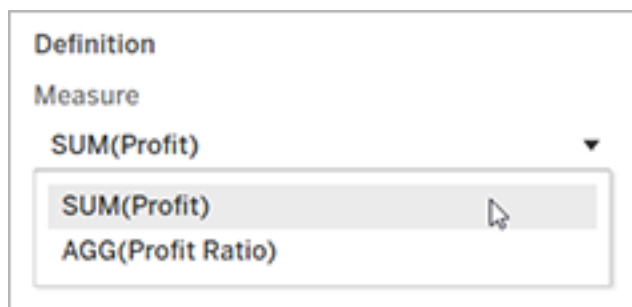 Definition
Measure
SUM(Profit)
SUM(Profit)
AGG(Profit Ratio)